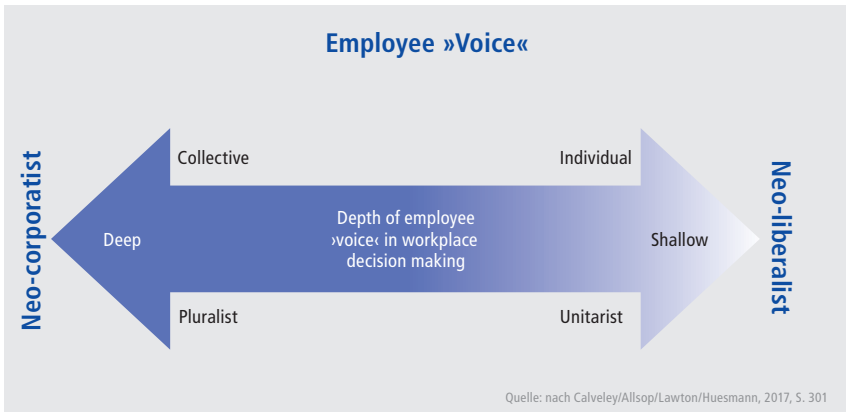 Employee »Voice«
Neo-corporatist
Collective
Individual
Deep
Depth of employee
›voice‹ in workplace
decision making
Shallow
Pluralist
Unitarist
Neo-liberalist
Quelle: nach Calveley/Allsop/Lawton/Huesmann, 2017, S. 301